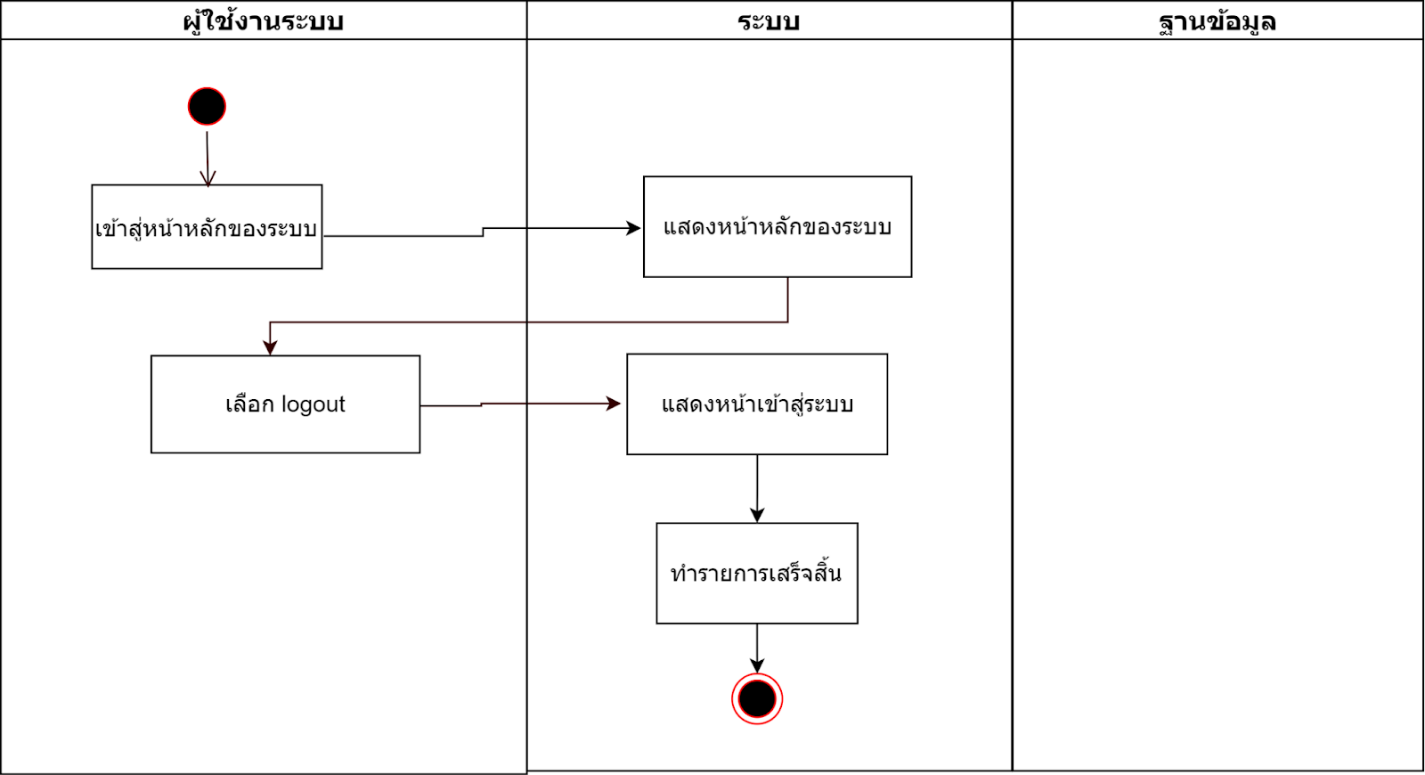 ผู้ใช้งานระบบ
ระบบ
ฐานข้อมูล
เข้าสู่หน้าหลักของระบบ
แสดงหน้าหลักของระบบ
เลือก logout
แสดงหน้าเข้าสู่ระบบ
ทำรายการเสร็จสิ้น